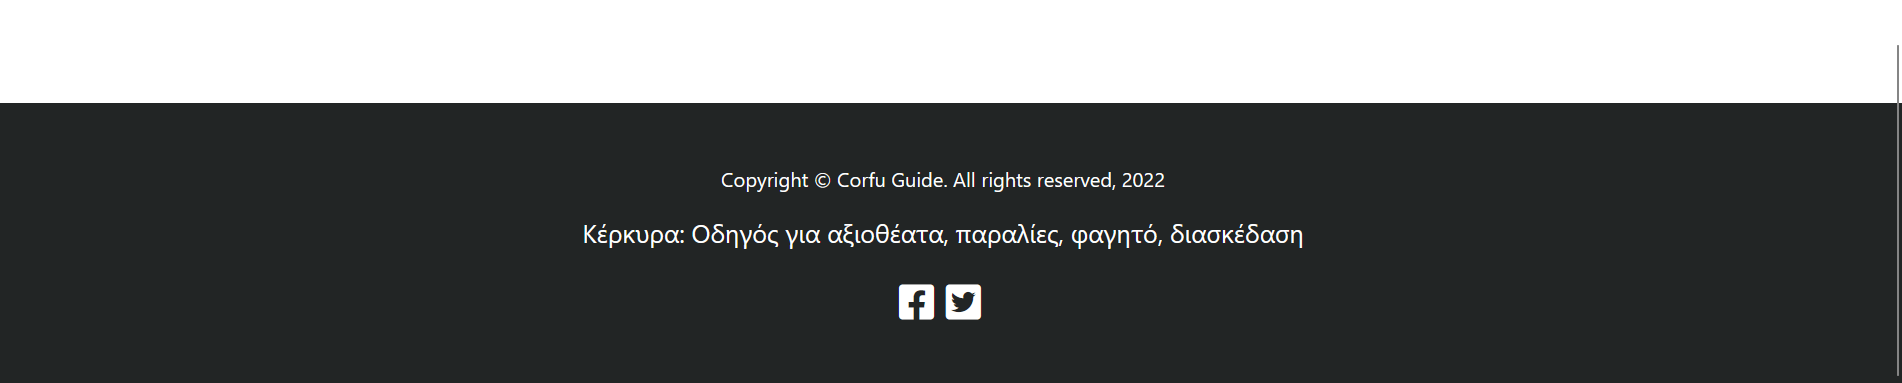 Copyright © Corfu Guide. All rights reserved, 2022
Κέρκυρα: Οδηγός για αξιοθέατα, παραλίες, φαγητό, διασκέδαση